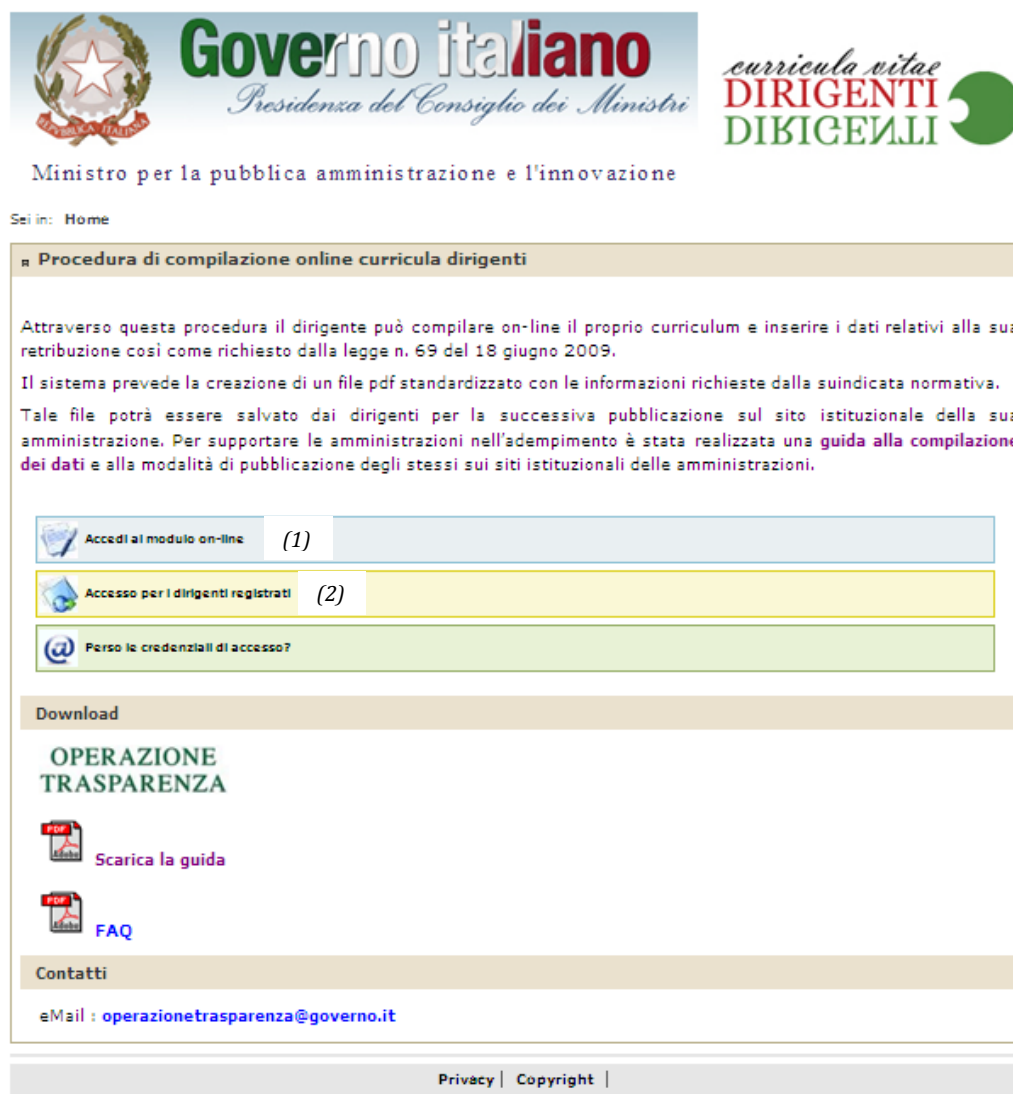 Governo italiano
Presidenza del Consiglio dei Ministri
REPVBBLICA ITALIANA
curricula vitae
DIRIGENTI
DIRIGENTI
Ministro per la pubblica amministrazione e l'innovazione
Sei in: Home
Procedura di compilazione online curricula dirigenti
Attraverso questa procedura il dirigente può compilare on-line il proprio curriculum e inserire i dati relativi alla sua
retribuzione così come richiesto dalla legge n. 69 del 18 giugno 2009.
Il sistema prevede la creazione di un file pdf standardizzato con le informazioni richieste dalla suindicata normativa.
Tale file potrà essere salvato dai dirigenti per la successiva pubblicazione sul sito istituzionale della sua
amministrazione. Per supportare le amministrazioni nell'adempimento è stata realizzata una guida alla compilazione
dei dati e alla modalità di pubblicazione degli stessi sui siti istituzionali delle amministrazioni.
Accedi al modulo on-line (1)
Accesso per i dirigenti registrati (2)
@ Perso le credenziali di accesso?
Download
OPERAZIONE
TRASPARENZA
PDF
Adobe
Scarica la guida
PDF
Adobe
FAQ
Contatti
eMail : operazionetrasparenza@governo.it
Privacy | Copyright |